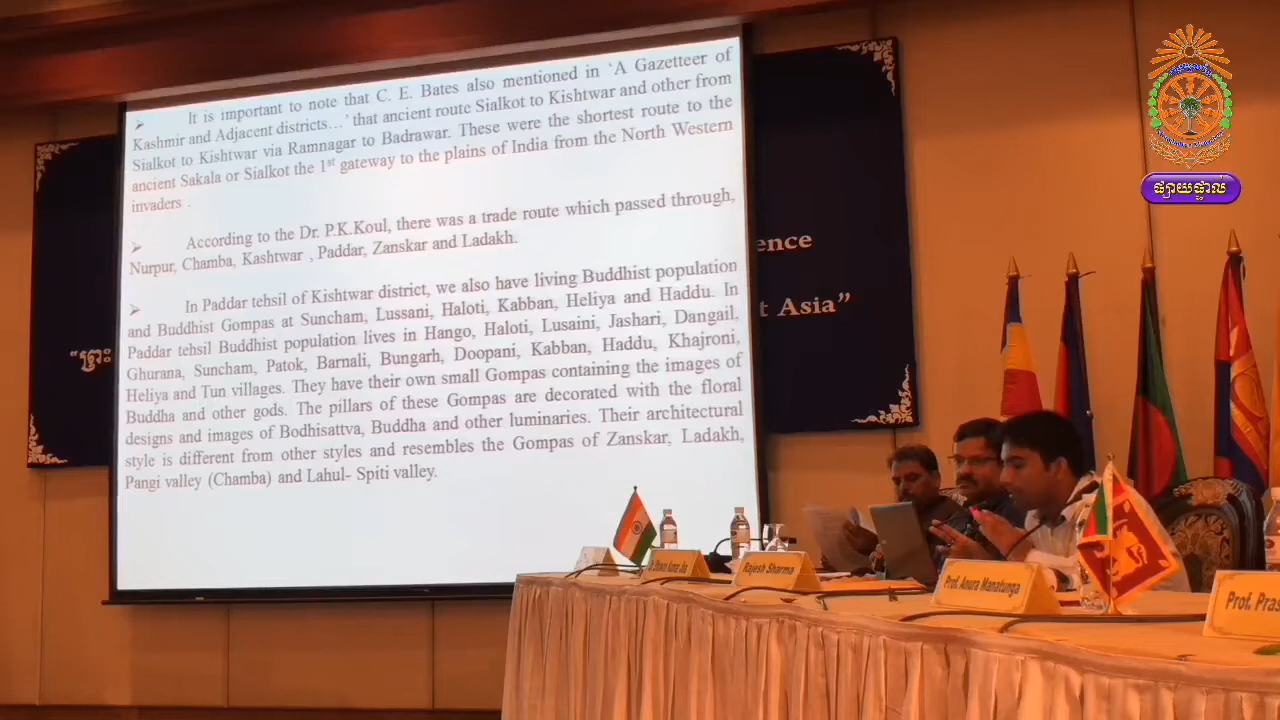 ➢ It is important to note that C. E. Bates also mentioned in ‘A Gazetteer of
Kashmir and Adjacent districts…’ that ancient route Sialkot to Kishtwar and other from
Sialkot to Kishtwar via Ramnagar to Badrawar. These were the shortest route to the
ancient Sakala or Sialkot the 1st gateway to the plains of India from the North Western
invaders .
➢ According to the Dr. P.K.Koul, there was a trade route which passed through,
Nurpur, Chamba, Kashtwar , Paddar, Zanskar and Ladakh.
➢ In Paddar tehsil of Kishtwar district, we also have living Buddhist population
and Buddhist Gompas at Suncham, Lussani, Haloti, Kabban, Heliya and Haddu. In
Paddar tehsil Buddhist population lives in Hango, Haloti, Lusaini, Jashari, Dangail,
Ghurana, Suncham, Patok, Barnali, Bungarh, Doopani, Kabban, Haddu, Khajroni,
Heliya and Tun villages. They have their own small Gompas containing the images of
Buddha and other gods. The pillars of these Gompas are decorated with the floral
designs and images of Bodhisattva, Buddha and other luminaries. Their architectural
style is different from other styles and resembles the Gompas of Zanskar, Ladakh,
Pangi valley (Chamba) and Lahul- Spiti valley.
ence
t Asia”
“ព្រះ
ផ្សាយផ្ទាល់
Rajesh Sharma
Prof. Anura Manatunga
Prof. Pras